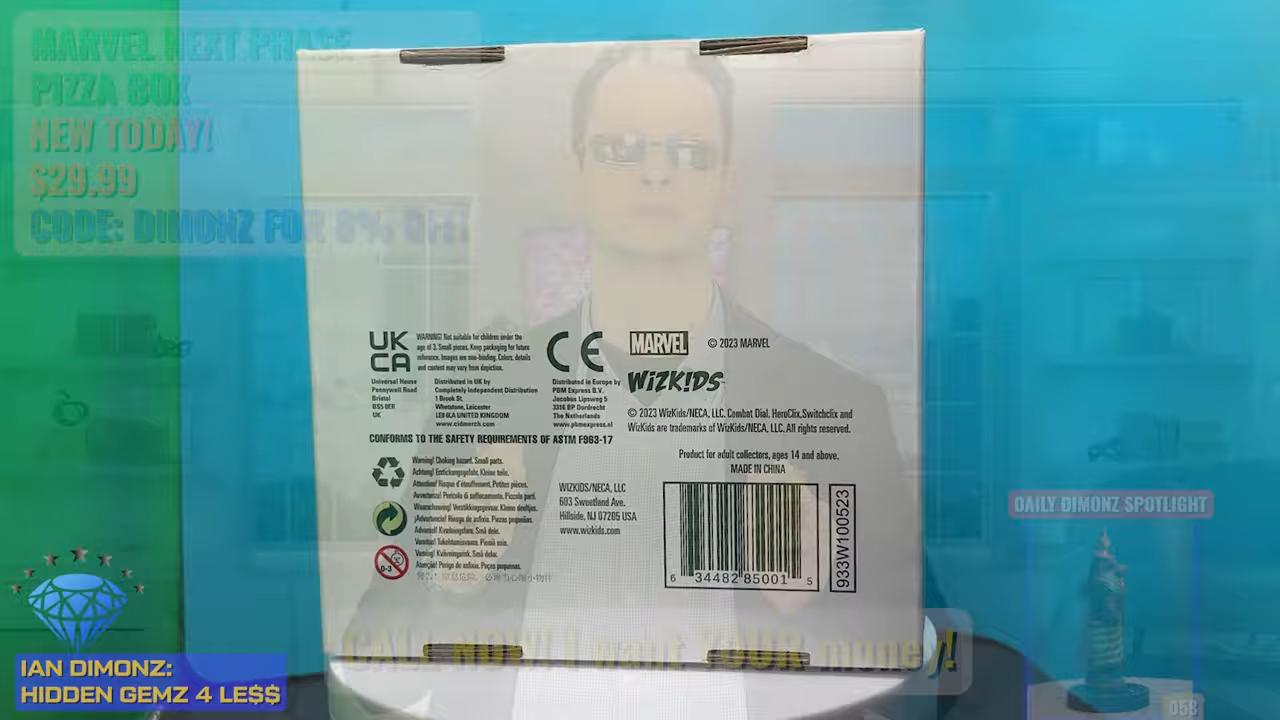 MARVEL NEXT PHASE
PIZZA BOX
NEW TODAY!
$29.99
CODE: DIMONZ FOR 8% OFF!
UK
CA
WARNING! Not suitable for children under the
age of 3. Small pieces. Keep packaging for future
reference. Images are non-binding. Colors, details
and content may vary from depiction.
CE
MARVEL © 2023 MARVEL
WIZK!DS
Universal House
Pennywell Road
Bristol
BS5 0ER
UK
Distributed in UK by
Completely Independent Distribution
1 Brook St,
Whetstone, Leicester
LE8 6LA UNITED KINGDOM
www.cidmerch.com
Distributed in Europe by
PBM Express B.V.
Jacobus Lipsweg 5
3316 BP Dordrecht
The Netherlands
www.pbmexpress.nl
© 2023 WizKids/NECA, LLC. Combat Dial, HeroClix, Switchclix and
WizKids are trademarks of WizKids/NECA, LLC. All rights reserved.
CONFORMS TO THE SAFETY REQUIREMENTS OF ASTM F963-17
Product for adult collectors, ages 14 and above.
MADE IN CHINA
Warning! Choking hazard. Small parts.
Achtung! Erstickungsgefahr. Kleine teile.
Attention! Risque d'étouffement. Petites pièces.
Avvertenza! Pericolo di soffocamento. Piccole parti.
Waarschuwing! Verstikkingsgevaar. Kleine deeltjes.
¡Advertencia! Riesgo de asfixia. Piezas pequeñas.
Advarsel! Kvælningsfare. Små dele.
Varoitus! Tukehtumisvaara. Pieniä osia.
Varning! Kvävningsrisk. Små delar.
Atenção! Perigo de asfixia. Peças pequenas.
0-3
WIZKIDS/NECA, LLC
603 Sweetland Ave.
Hillside, NJ 07205 USA
www.wizkids.com
6 34482 85001 5
933W100523
DAILY DIMONZ SPOTLIGHT
058
CALL NOW! I want YOUR muney!
IAN DIMONZ:
HIDDEN GEMZ 4 LE$$